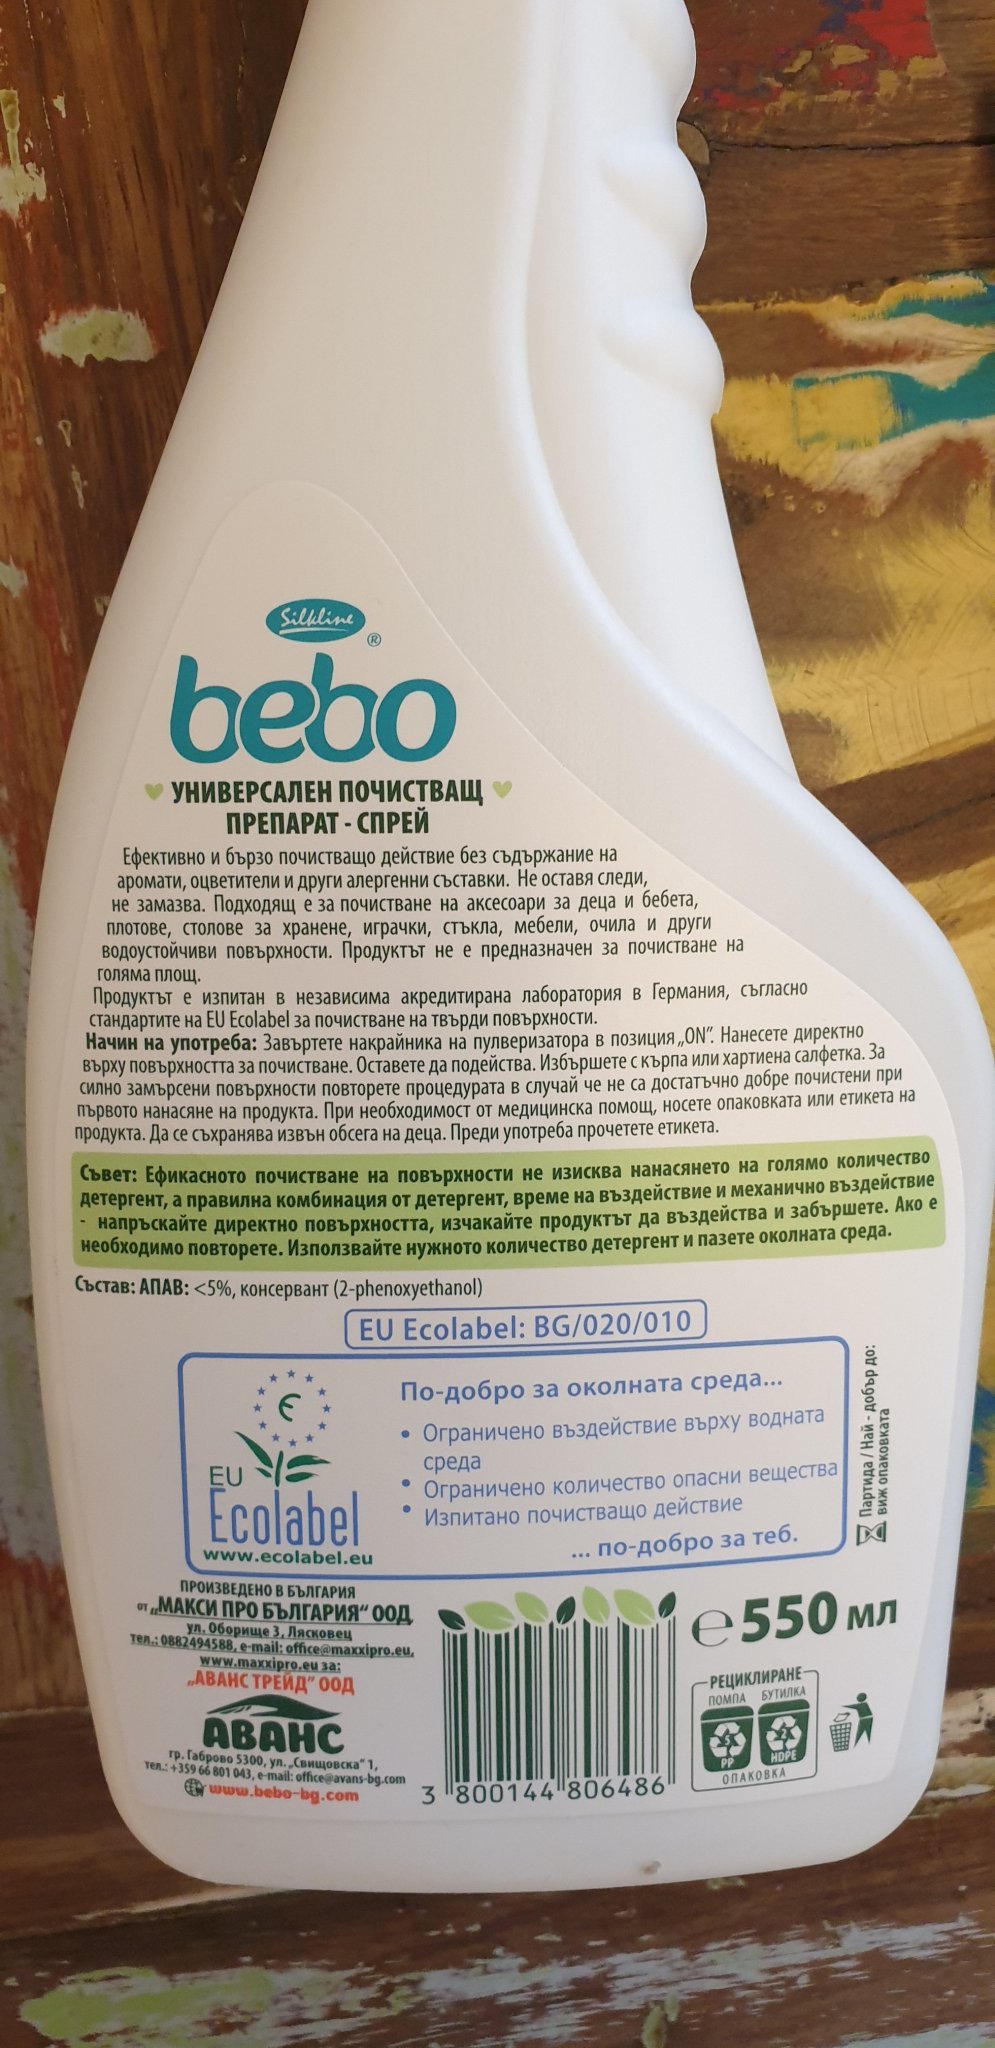 Silkline
®
bebo
УНИВЕРСАЛЕН ПОЧИСТВАЩ
ПРЕПАРАТ - СПРЕЙ
Ефективно и бързо почистващо действие без съдържание на
аромати, оцветители и други алергенни съставки. Не оставя следи,
не замазва. Подходящ е за почистване на аксесоари за деца и бебета,
плотове, столове за хранене, играчки, стъкла, мебели, очила и други
водоустойчиви повърхности. Продуктът не е предназначен за почистване на
голяма площ.
Продуктът е изпитан в независима акредитирана лаборатория в Германия, съгласно
стандартите на EU Ecolabel за почистване на твърди повърхности.
Начин на употреба: Завъртете накрайника на пулверизатора в позиция „ON”. Нанесете директно
върху повърхността за почистване. Оставете да подейства. Избършете с кърпа или хартиена салфетка. За
силно замърсени повърхности повторете процедурата в случай че не са достатъчно добре почистени при
първото нанасяне на продукта. При необходимост от медицинска помощ, носете опаковката или етикета на
продукта. Да се съхранява извън обсега на деца. Преди употреба прочетете етикета.
Съвет: Ефикасното почистване на повърхности не изисква нанасянето на голямо количество
детергент, а правилна комбинация от детергент, време на въздействие и механично въздействие
- напръскайте директно повърхността, изчакайте продуктът да въздейства и забършете. Ако е
необходимо повторете. Използвайте нужното количество детергент и пазете околната среда.
Състав: АПАВ: <5%, консервант (2-phenoxyethanol)
EU Ecolabel: BG/020/010
По-добро за околната среда...
• Ограничено въздействие върху водната
среда
• Ограничено количество опасни вещества
• Изпитано почистващо действие
... по-добро за теб.
EU
Ecolabel
www.ecolabel.eu
Партида / Най - добър до:
виж опаковката
ПРОИЗВЕДЕНО В БЪЛГАРИЯ
от „МАКСИ ПРО БЪЛГАРИЯ“ ООД
ул. Оборище 3, Лясковец
тел.: 0882494588, e-mail: office@maxxipro.eu,
www.maxxipro.eu за:
„АВАНС ТРЕЙД” ООД
АВАНС
гр. Габрово 5300, ул. „Свищовска“ 1,
тел.: +359 66 801 043, e-mail: office@avans-bg.com
www.bebo-bg.com
3 800144 806486
℮ 550 мл
РЕЦИКЛИРАНЕ
ПОМПА БУТИЛКА
5 2
PP HDPE
ОПАКОВКА